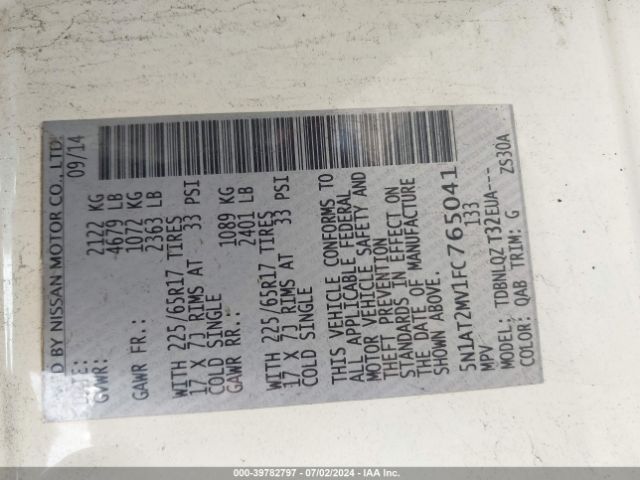 D BY NISSAN MOTOR CO., LTD.
DATE: 09/14
GVWR: 2122 KG
4679 LB
GAWR FR.: 1072 KG
2363 LB
WITH 225/65R17 TIRES
17 X 7J RIMS AT 33 PSI
COLD SINGLE
GAWR RR.: 1089 KG
2401 LB
WITH 225/65R17 TIRES
17 X 7J RIMS AT 33 PSI
COLD SINGLE
THIS VEHICLE CONFORMS TO
ALL APPLICABLE FEDERAL
MOTOR VEHICLE SAFETY AND
THEFT PREVENTION
STANDARDS IN EFFECT ON
THE DATE OF MANUFACTURE
SHOWN ABOVE.
5N1AT2MV1FC765041
MPV 133
MODEL: TDBNLQZ T32EUA---
COLOR: QAB TRIM: G ZS30A
000-39782797 - 07/02/2024 - IAA Inc.